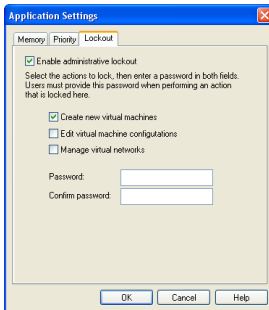 Application Settings
Memory Priority Lockout
Enable administrative lockout
Select the actions to lock, then enter a password in both fields.
Users must provide this password when performing an action
that is locked here.
Create new virtual machines
Edit virtual machine configutations
Manage virtual networks
Password:
Confirm password:
OK Cancel Help